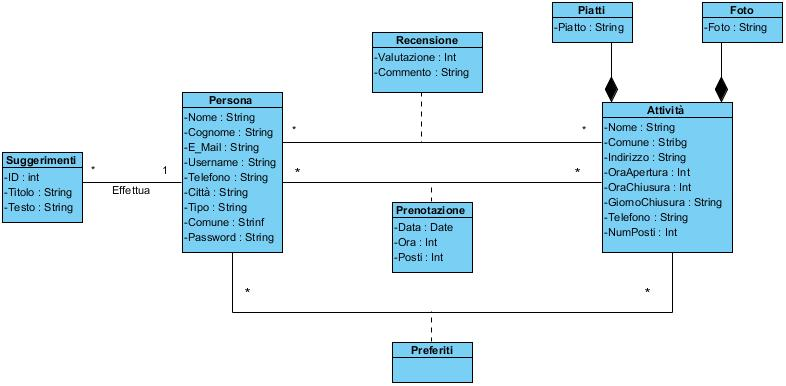 Piatti
-Piatto : String
Foto
-Foto : String
Recensione
-Valutazione : Int
-Commento : String
Persona
-Nome : String
-Cognome : String
-E_Mail : String
-Username : String
-Telefono : String
-Città : String
-Tipo : String
-Comune : Strinf
-Password : String
Attività
-Nome : String
-Comune : Stribg
-Indirizzo : String
-OraApertura : Int
-OraChiusura : Int
-GiornoChiusura : String
-Telefono : String
-NumPosti : Int
* *
Suggerimenti
-ID : int
-Titolo : String
-Testo : String
* 1
Effettua
* *
Prenotazione
-Data : Date
-Ora : Int
-Posti : Int
* *
Preferiti